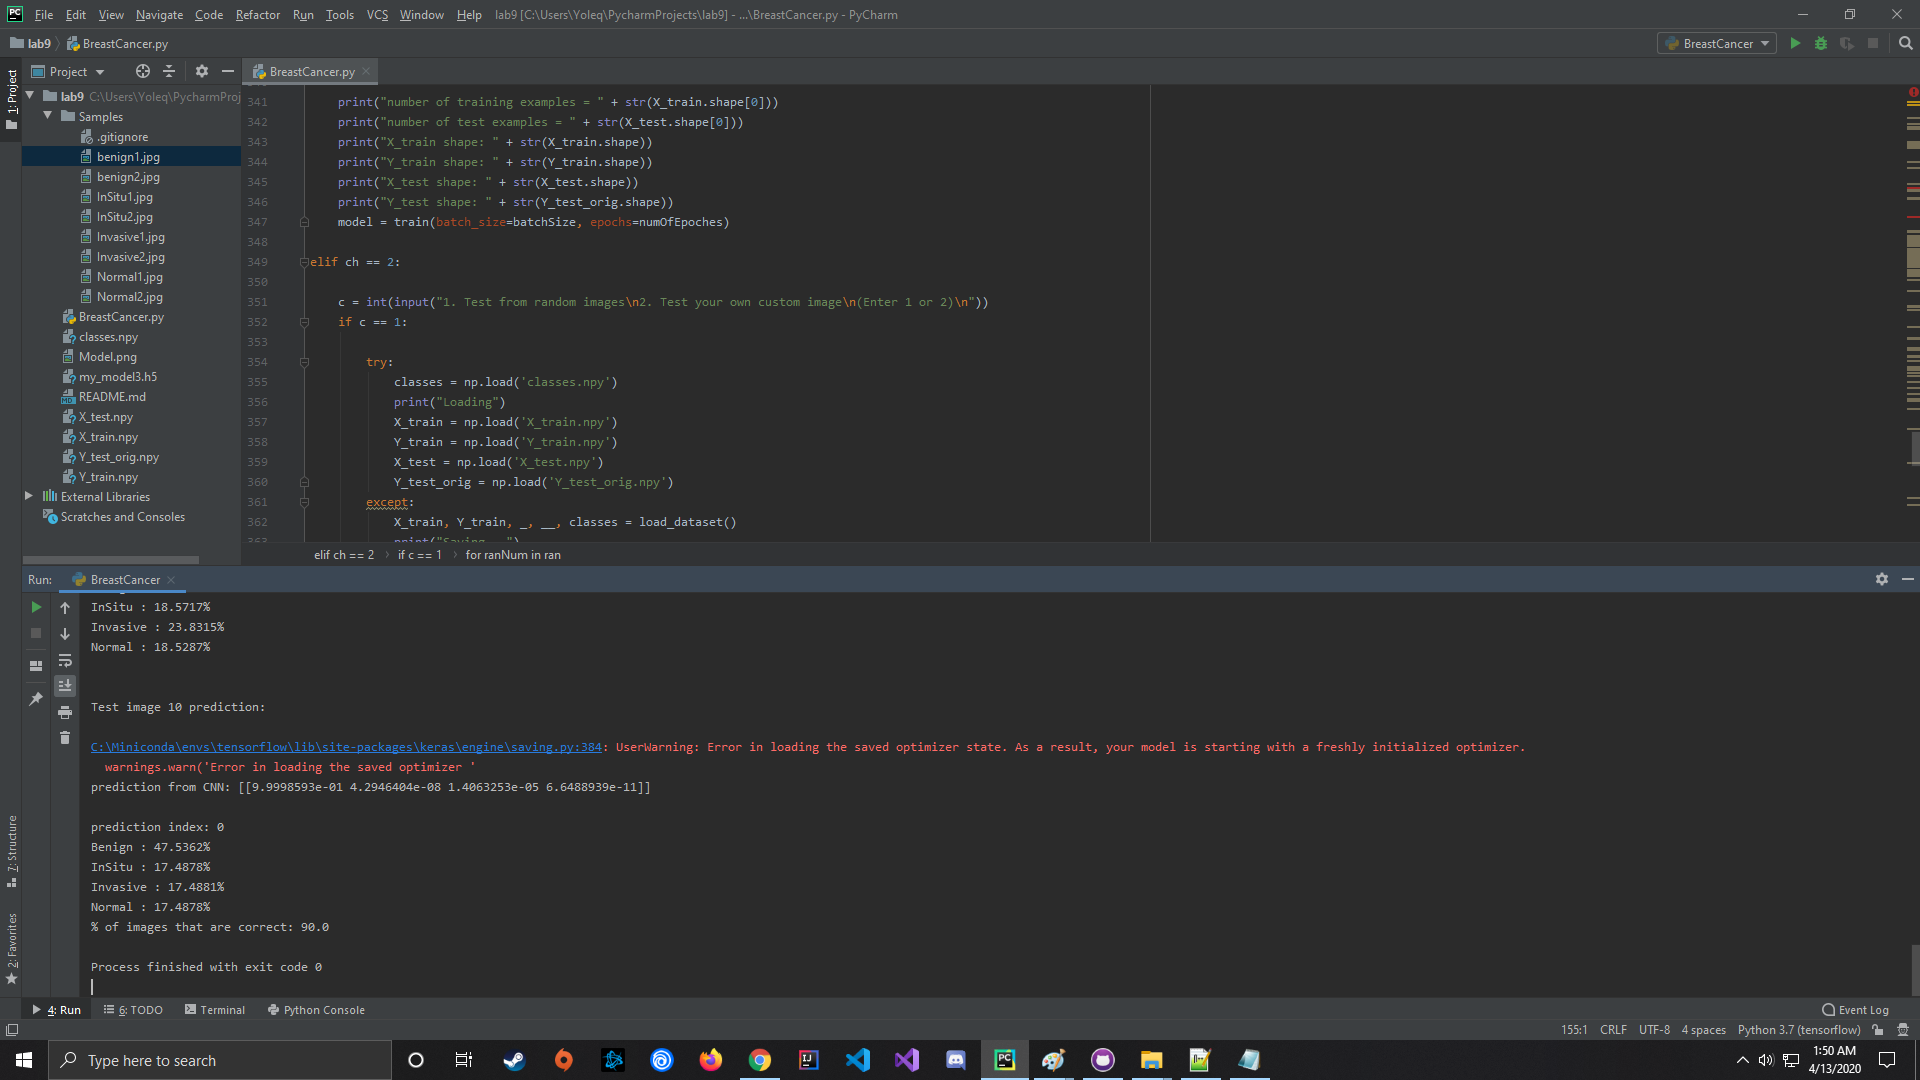 PC File Edit View Navigate Code Refactor Run Tools VCS Window Help lab9 [C:\Users\Yoleq\PycharmProjects\lab9] - ...\BreastCancer.py - PyCharm
lab9 BreastCancer.py BreastCancer
1: Project
Project BreastCancer.py
lab9 C:\Users\Yoleq\PycharmProj
Samples
.gitignore
benign1.jpg
benign2.jpg
InSitu1.jpg
InSitu2.jpg
Invasive1.jpg
Invasive2.jpg
Normal1.jpg
Normal2.jpg
BreastCancer.py
classes.npy
Model.png
my_model3.h5
README.md
X_test.npy
X_train.npy
Y_test_orig.npy
Y_train.npy
External Libraries
Scratches and Consoles
341 print("number of training examples = " + str(X_train.shape[0]))
342 print("number of test examples = " + str(X_test.shape[0]))
343 print("X_train shape: " + str(X_train.shape))
344 print("Y_train shape: " + str(Y_train.shape))
345 print("X_test shape: " + str(X_test.shape))
346 print("Y_test shape: " + str(Y_test_orig.shape))
347 model = train(batch_size=batchSize, epochs=numOfEpoches)
348
349 elif ch == 2:
350
351 c = int(input("1. Test from random images\n2. Test your own custom image\n(Enter 1 or 2)\n"))
352 if c == 1:
353
354 try:
355 classes = np.load('classes.npy')
356 print("Loading")
357 X_train = np.load('X_train.npy')
358 Y_train = np.load('Y_train.npy')
359 X_test = np.load('X_test.npy')
360 Y_test_orig = np.load('Y_test_orig.npy')
361 except:
362 X_train, Y_train, _, __, classes = load_dataset()
elif ch == 2 if c == 1 for ranNum in ran
Run: BreastCancer
InSitu : 18.5717%
Invasive : 23.8315%
Normal : 18.5287%
Test image 10 prediction:
C:\Miniconda\envs\tensorflow\lib\site-packages\keras\engine\saving.py:384: UserWarning: Error in loading the saved optimizer state. As a result, your model is starting with a freshly initialized optimizer.
warnings.warn('Error in loading the saved optimizer '
prediction from CNN: [[9.9998593e-01 4.2946404e-08 1.4063253e-05 6.6488939e-11]]
prediction index: 0
Benign : 47.5362%
InSitu : 17.4878%
Invasive : 17.4881%
Normal : 17.4878%
% of images that are correct: 90.0
Process finished with exit code 0
7: Structure
2: Favorites
4: Run 6: TODO Terminal Python Console Event Log
155:1 CRLF UTF-8 4 spaces Python 3.7 (tensorflow)
Type here to search
1:50 AM
4/13/2020